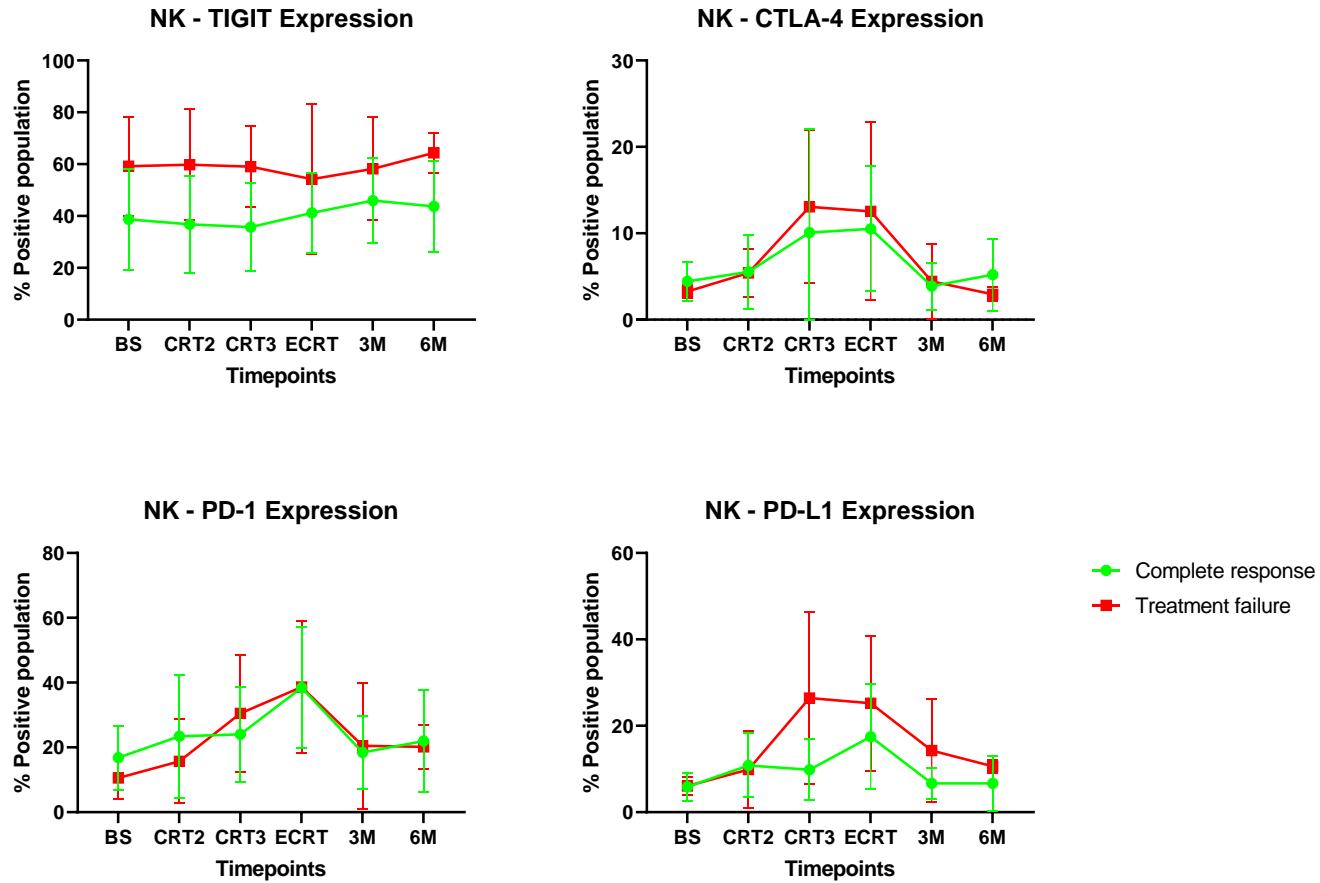 NK - TIGIT Expression
% Positive population
100
80
60
40
20
0
BS CRT2 CRT3 ECRT 3M 6M
Timepoints
NK - CTLA-4 Expression
% Positive population
30
20
10
0
BS CRT2 CRT3 ECRT 3M 6M
Timepoints
NK - PD-1 Expression
% Positive population
80
60
40
20
0
BS CRT2 CRT3 ECRT 3M 6M
Timepoints
NK - PD-L1 Expression
% Positive population
60
40
20
0
BS CRT2 CRT3 ECRT 3M 6M
Timepoints
Complete response
Treatment failure